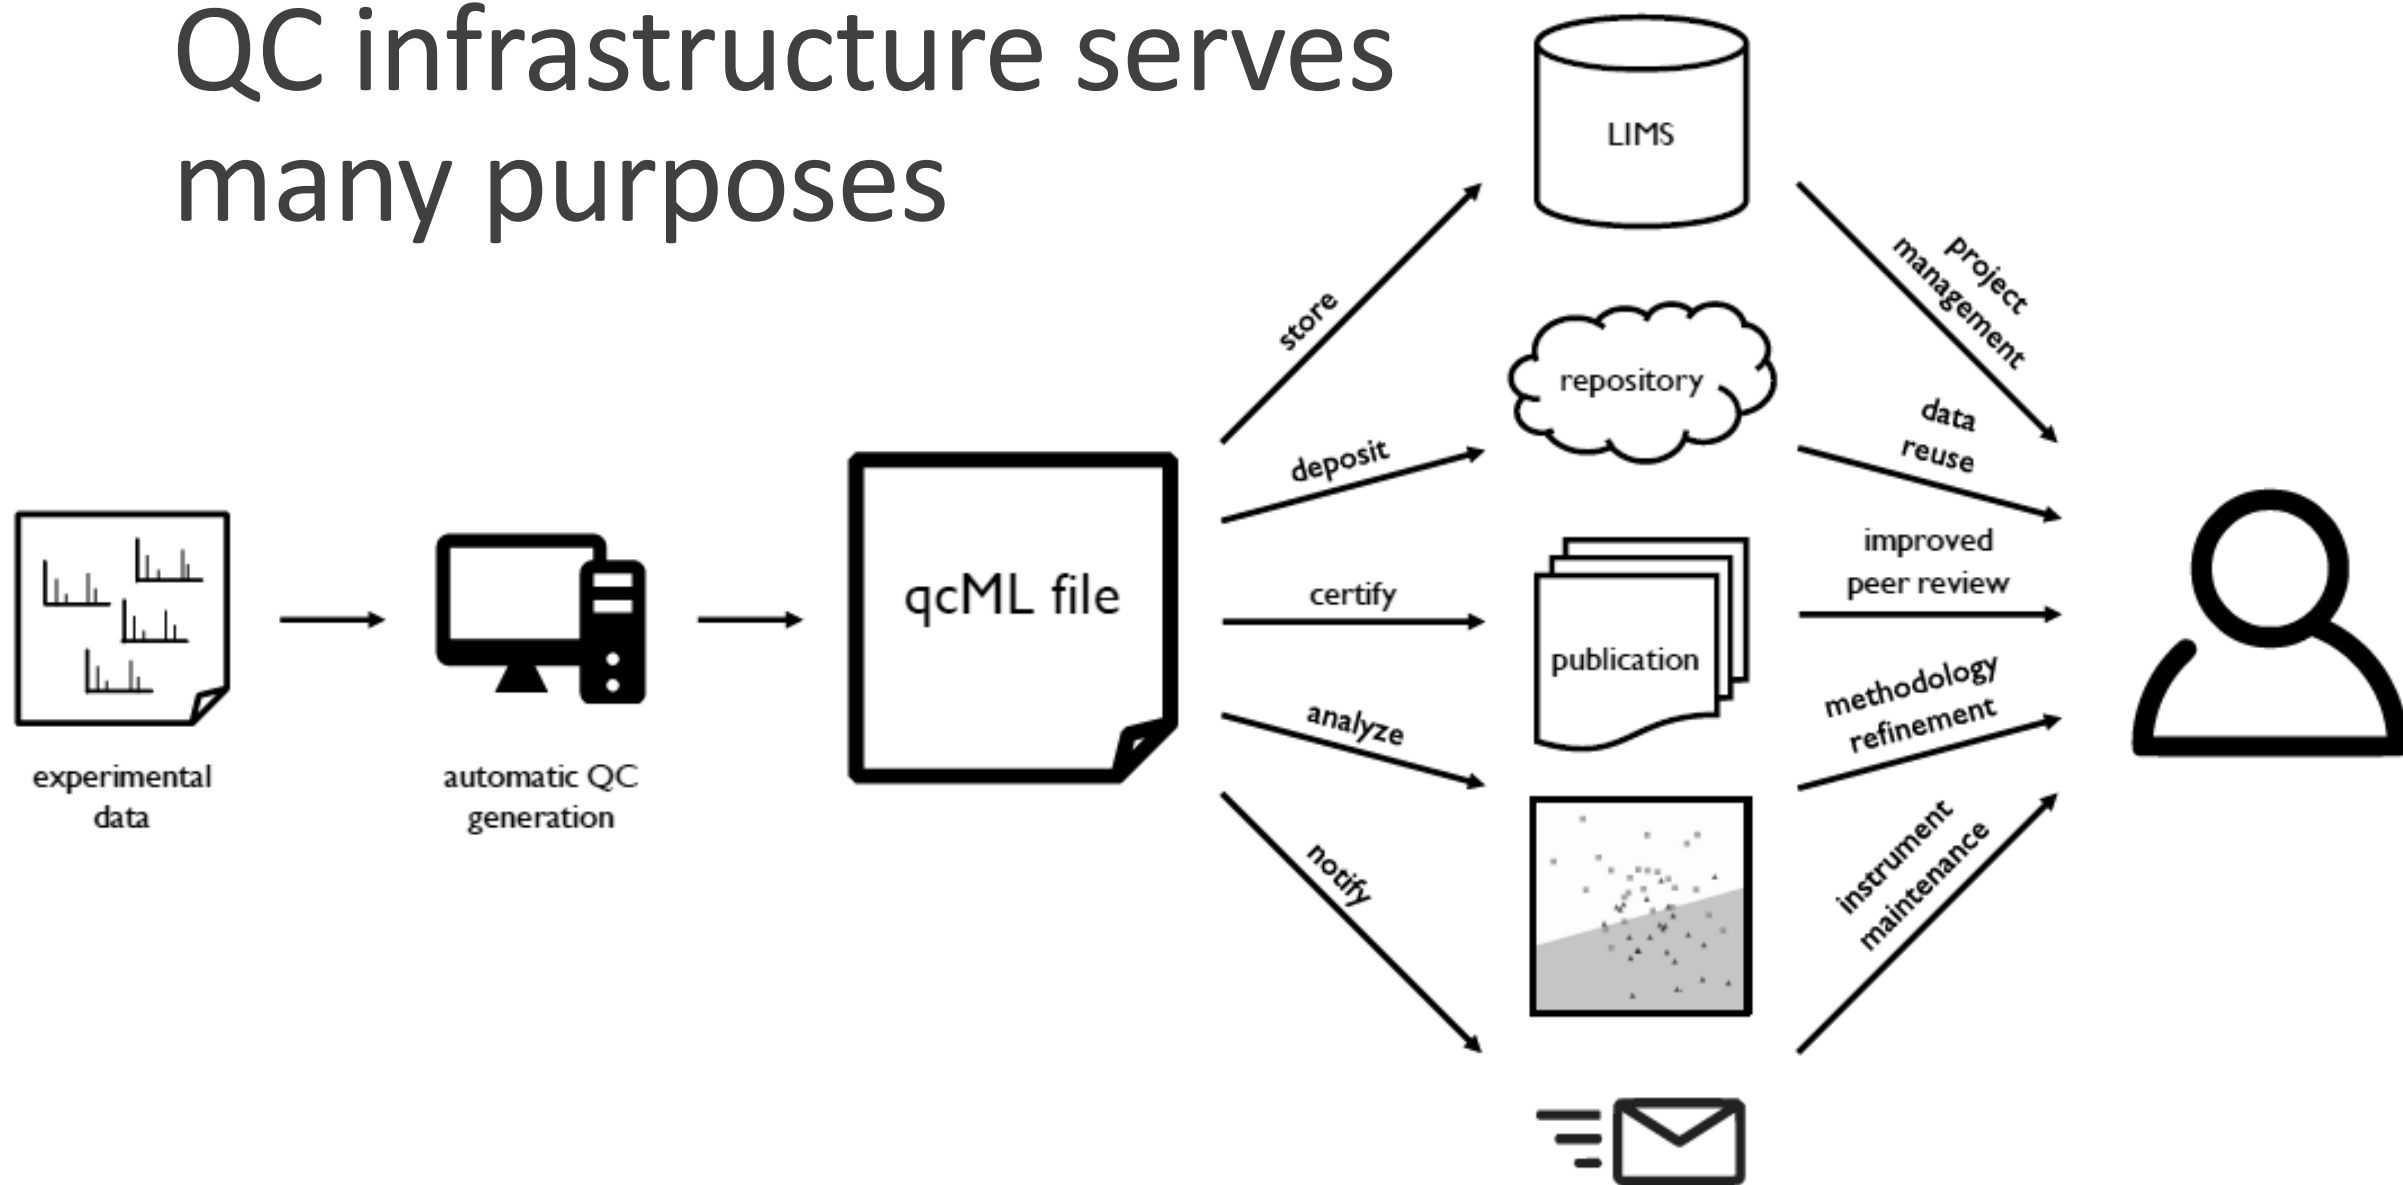 QC infrastructure serves
many purposes
experimental
data
automatic QC
generation
qcML file
store
deposit
certify
analyze
notify
LIMS
repository
publication
project
management
data
reuse
improved
peer review
methodology
refinement
instrument
maintenance